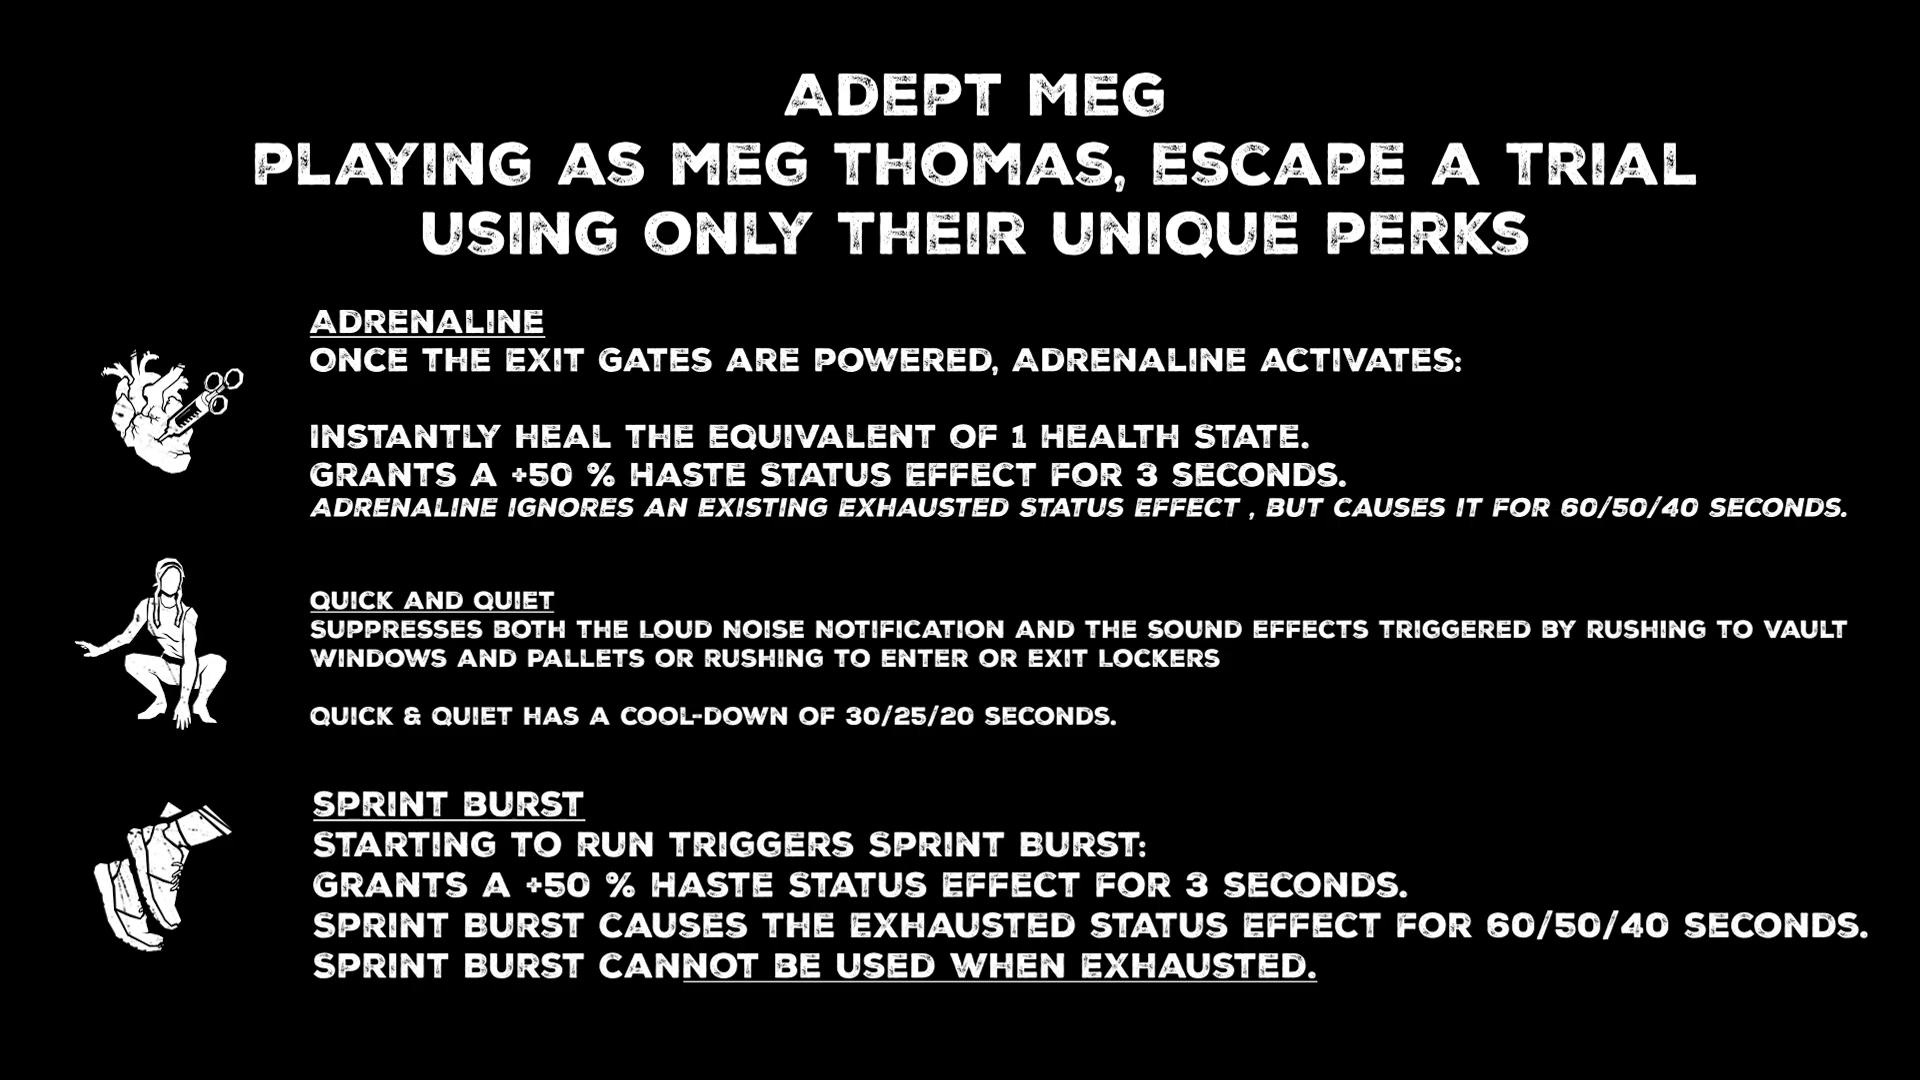 ADEPT MEG
PLAYING AS MEG THOMAS, ESCAPE A TRIAL
USING ONLY THEIR UNIQUE PERKS
ADRENALINE
ONCE THE EXIT GATES ARE POWERED, ADRENALINE ACTIVATES:
INSTANTLY HEAL THE EQUIVALENT OF 1 HEALTH STATE.
GRANTS A +50 % HASTE STATUS EFFECT FOR 3 SECONDS.
ADRENALINE IGNORES AN EXISTING EXHAUSTED STATUS EFFECT , BUT CAUSES IT FOR 60/50/40 SECONDS.
QUICK AND QUIET
SUPPRESSES BOTH THE LOUD NOISE NOTIFICATION AND THE SOUND EFFECTS TRIGGERED BY RUSHING TO VAULT
WINDOWS AND PALLETS OR RUSHING TO ENTER OR EXIT LOCKERS
QUICK & QUIET HAS A COOL-DOWN OF 30/25/20 SECONDS.
SPRINT BURST
STARTING TO RUN TRIGGERS SPRINT BURST:
GRANTS A +50 % HASTE STATUS EFFECT FOR 3 SECONDS.
SPRINT BURST CAUSES THE EXHAUSTED STATUS EFFECT FOR 60/50/40 SECONDS.
SPRINT BURST CANNOT BE USED WHEN EXHAUSTED.